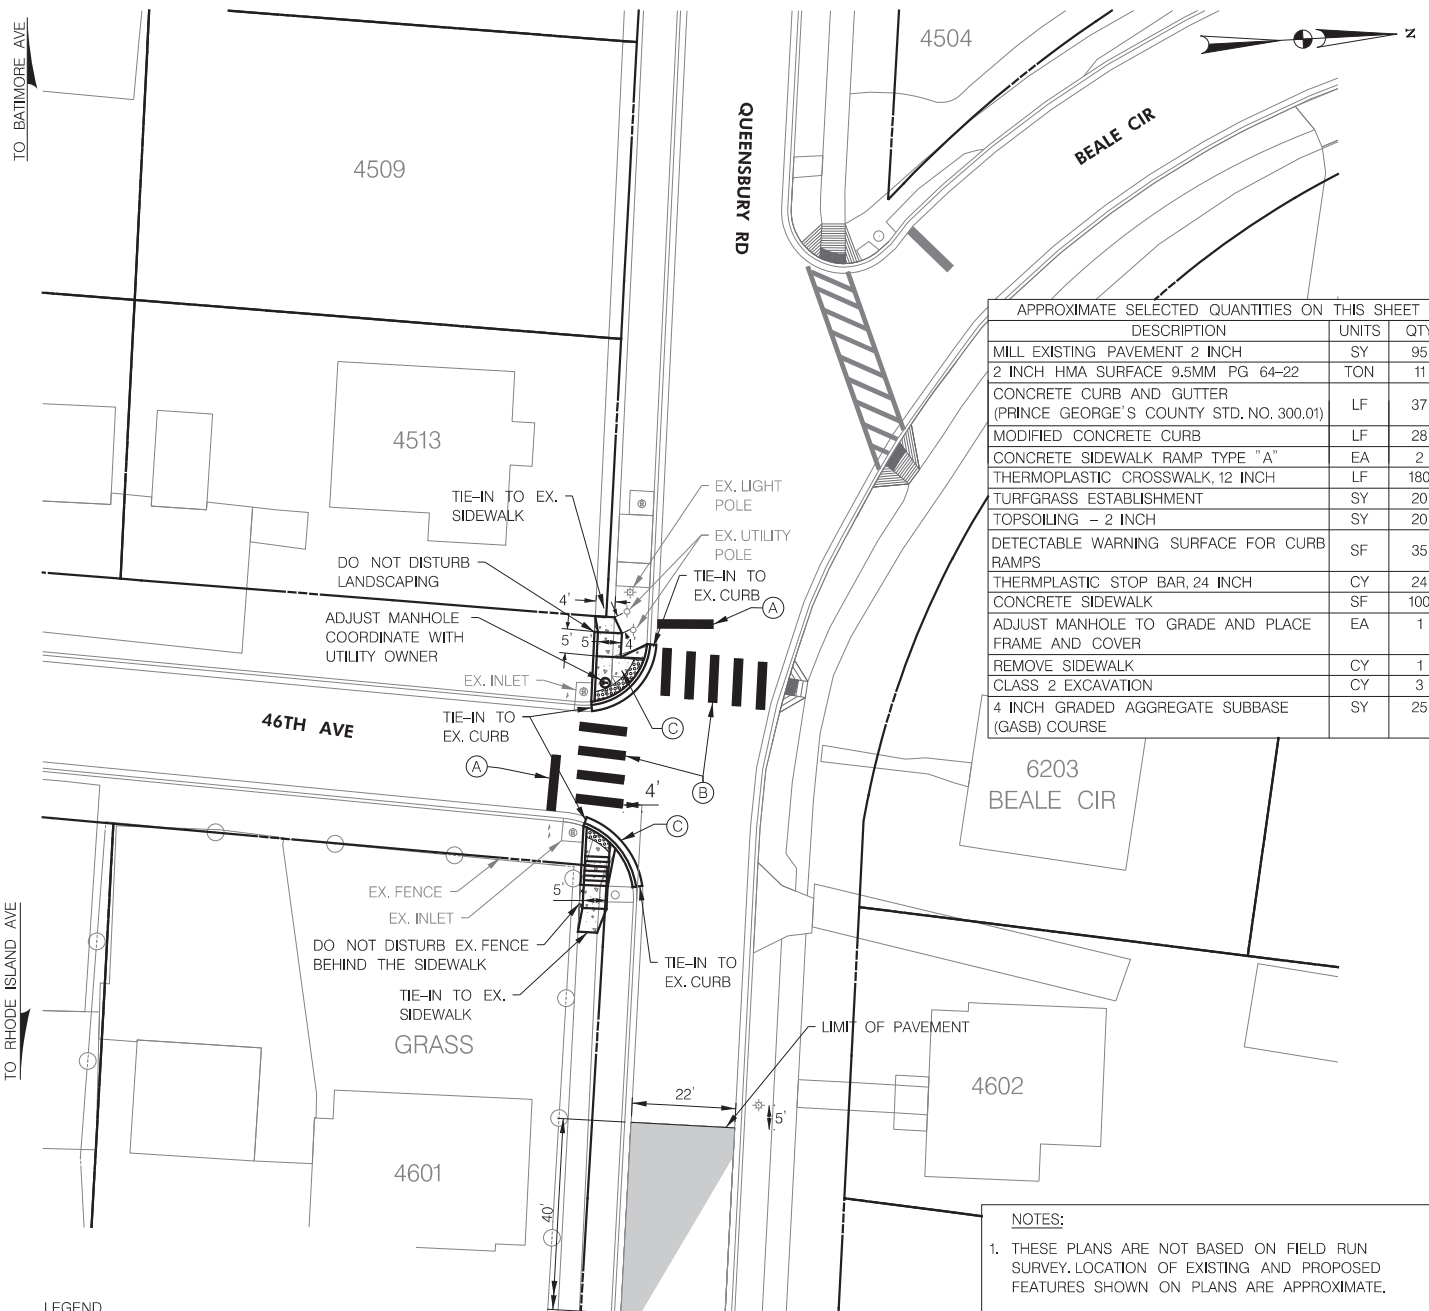 TO BATIMORE AVE
4504
N
QUEENSBURY RD
BEALE CIR
4509
APPROXIMATE SELECTED QUANTITIES ON THIS SHEET
DESCRIPTION UNITS QTY
MILL EXISTING PAVEMENT 2 INCH SY 95
2 INCH HMA SURFACE 9.5MM PG 64-22 TON 11
CONCRETE CURB AND GUTTER
(PRINCE GEORGE'S COUNTY STD. NO. 300.01) LF 37
MODIFIED CONCRETE CURB LF 28
CONCRETE SIDEWALK RAMP TYPE "A" EA 2
THERMOPLASTIC CROSSWALK, 12 INCH LF 180
TURFGRASS ESTABLISHMENT SY 20
TOPSOILING - 2 INCH SY 20
DETECTABLE WARNING SURFACE FOR CURB
RAMPS SF 35
THERMPLASTIC STOP BAR, 24 INCH CY 24
CONCRETE SIDEWALK SF 100
ADJUST MANHOLE TO GRADE AND PLACE
FRAME AND COVER EA 1
REMOVE SIDEWALK CY 1
CLASS 2 EXCAVATION CY 3
4 INCH GRADED AGGREGATE SUBBASE
(GASB) COURSE SY 25
4513
TIE-IN TO EX.
SIDEWALK
EX. LIGHT
POLE
EX. UTILITY
POLE
DO NOT DISTURB
LANDSCAPING
TIE-IN TO
EX. CURB
4'
A
ADJUST MANHOLE
COORDINATE WITH
UTILITY OWNER
5'
5'
4'
EX. INLET
46TH AVE
TIE-IN TO
EX. CURB
C
A
B
4'
C
6203
BEALE CIR
EX. FENCE
EX. INLET
5'
DO NOT DISTURB EX. FENCE
BEHIND THE SIDEWALK
TIE-IN TO
EX. CURB
TIE-IN TO EX.
SIDEWALK
TO RHODE ISLAND AVE
GRASS
LIMIT OF PAVEMENT
22'
5'
4602
4601
40'
NOTES:
1. THESE PLANS ARE NOT BASED ON FIELD RUN
SURVEY. LOCATION OF EXISTING AND PROPOSED
FEATURES SHOWN ON PLANS ARE APPROXIMATE.
LEGEND